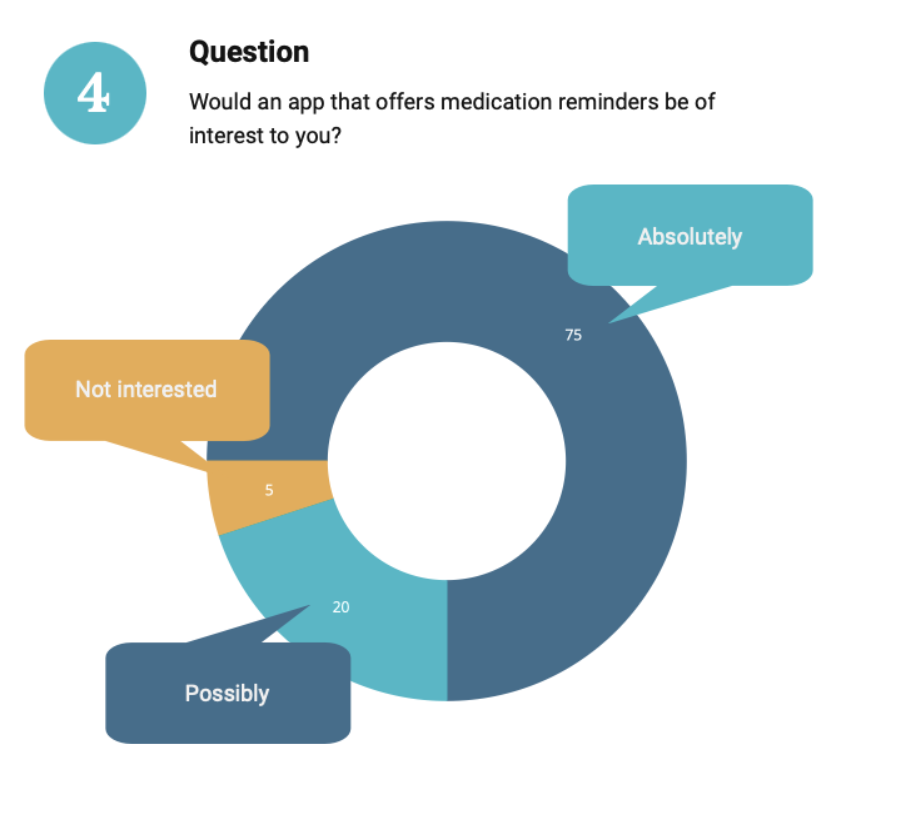 4
Question
Would an app that offers medication reminders be of
interest to you?
Absolutely
75
Not interested
5
20
Possibly